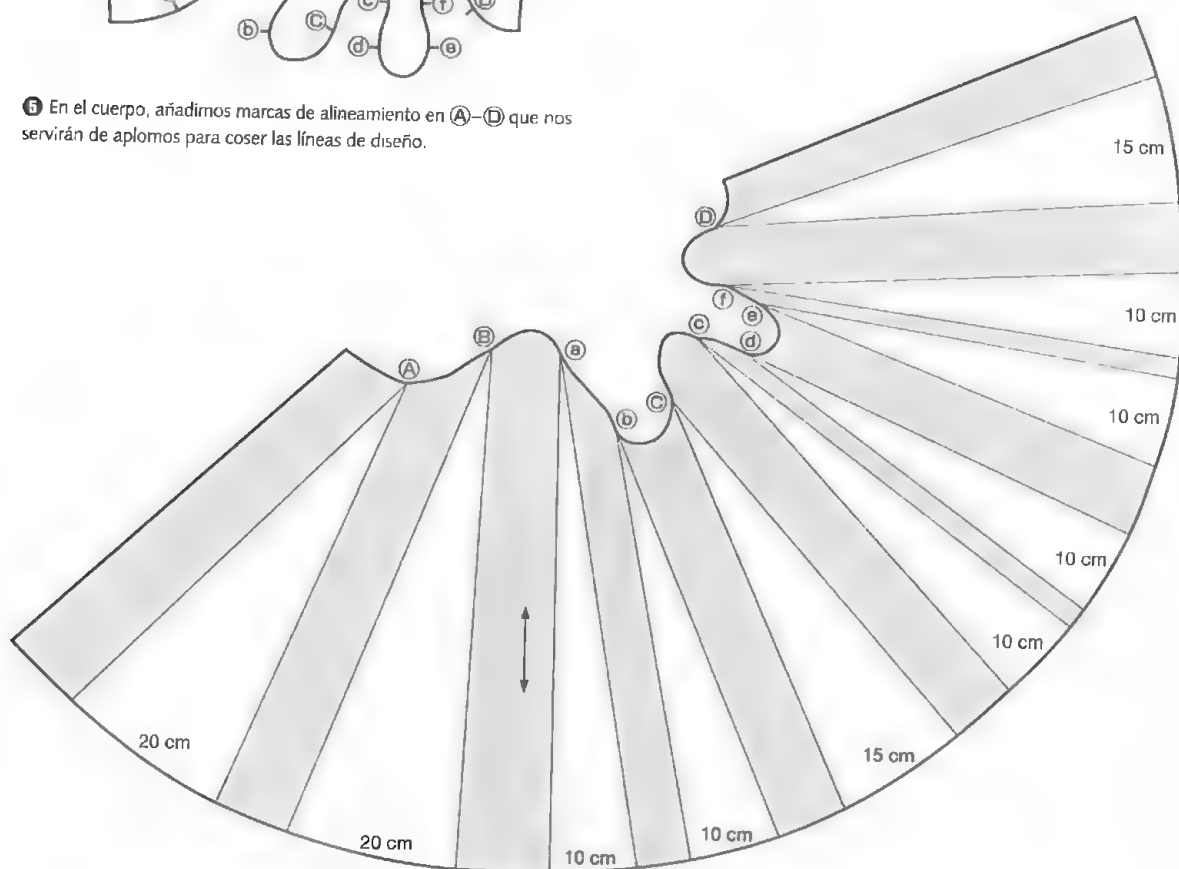 b C c f D
d e
5 En el cuerpo, añadimos marcas de alineamiento en A–D que nos
servirán de aplomos para coser las líneas de diseño.
15 cm
D
f e 10 cm
c d
B a
A
C
b
10 cm
10 cm
10 cm
20 cm
15 cm
20 cm
10 cm
10 cm